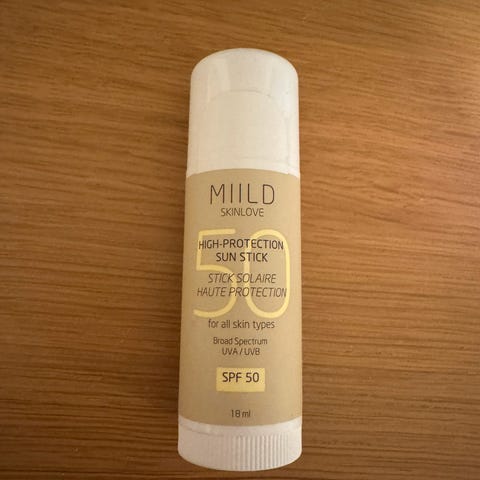 MIILD
SKINLOVE
50
HIGH-PROTECTION
SUN STICK
STICK SOLAIRE
HAUTE PROTECTION
for all skin types
Broad Spectrum
UVA / UVB
SPF 50
18 ml